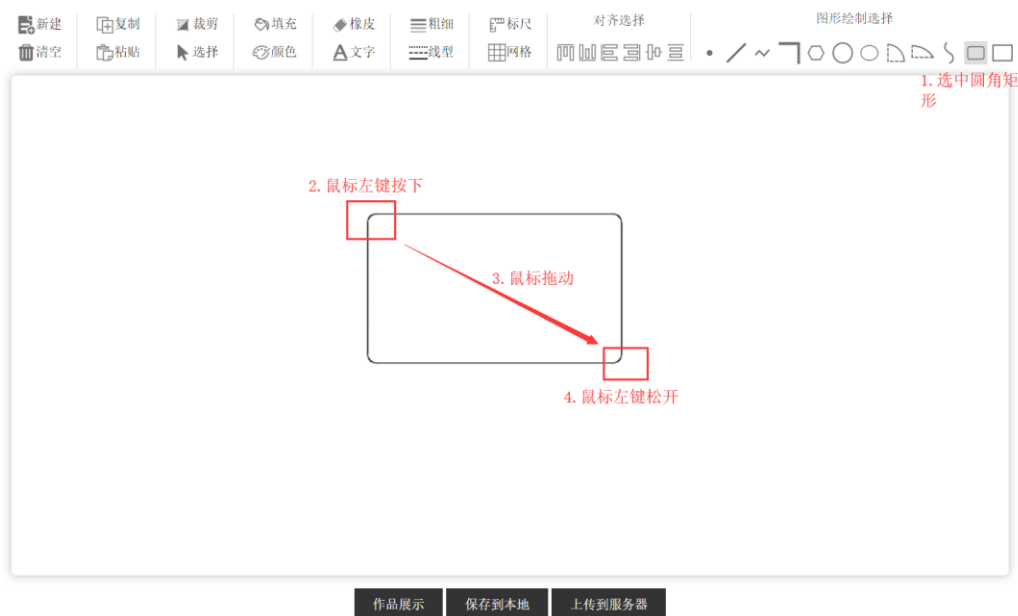 新建 复制 裁剪 填充 橡皮 粗细 标尺 对齐选择 图形绘制选择
清空 粘贴 选择 颜色 文字 线型 网格
1.选中圆角矩
形
2.鼠标左键按下
3.鼠标拖动
4.鼠标左键松开
作品展示 保存到本地 上传到服务器